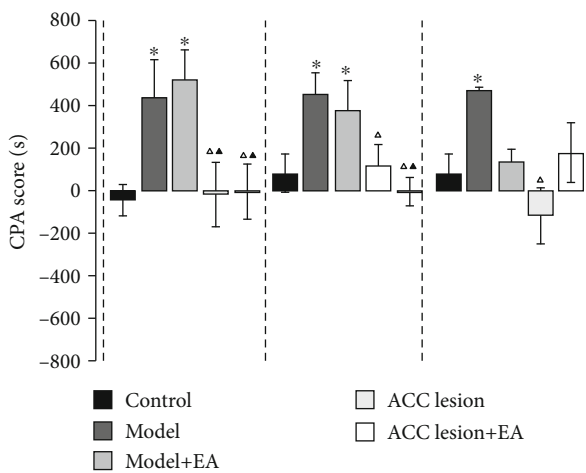 CPA score (s)
800
600
400
200
0
–200
–400
–600
–800
* * △▲ △▲
* * △ △▲
* △
Control
Model
Model+EA
ACC lesion
ACC lesion+EA